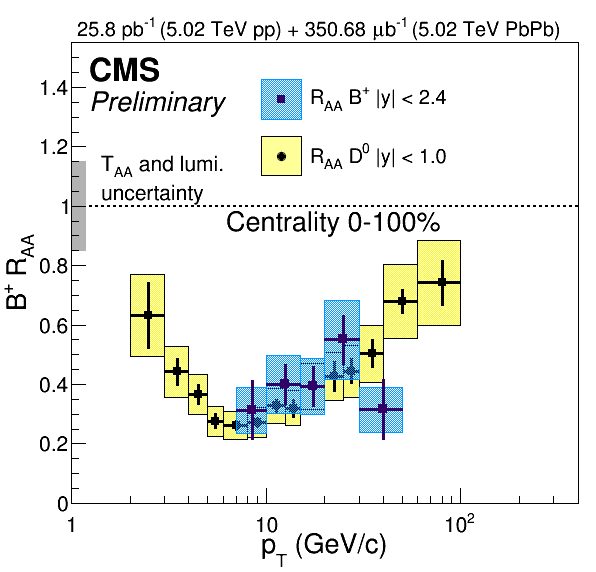 25.8 pb⁻¹ (5.02 TeV pp) + 350.68 μb⁻¹ (5.02 TeV PbPb)
CMS
Preliminary
R_AA B⁺ |y| < 2.4
R_AA D⁰ |y| < 1.0
T_AA and lumi.
uncertainty
Centrality 0-100%
B⁺ R_AA
1.4
1.2
1
0.8
0.6
0.4
0.2
0
1 10 10²
p_T (GeV/c)